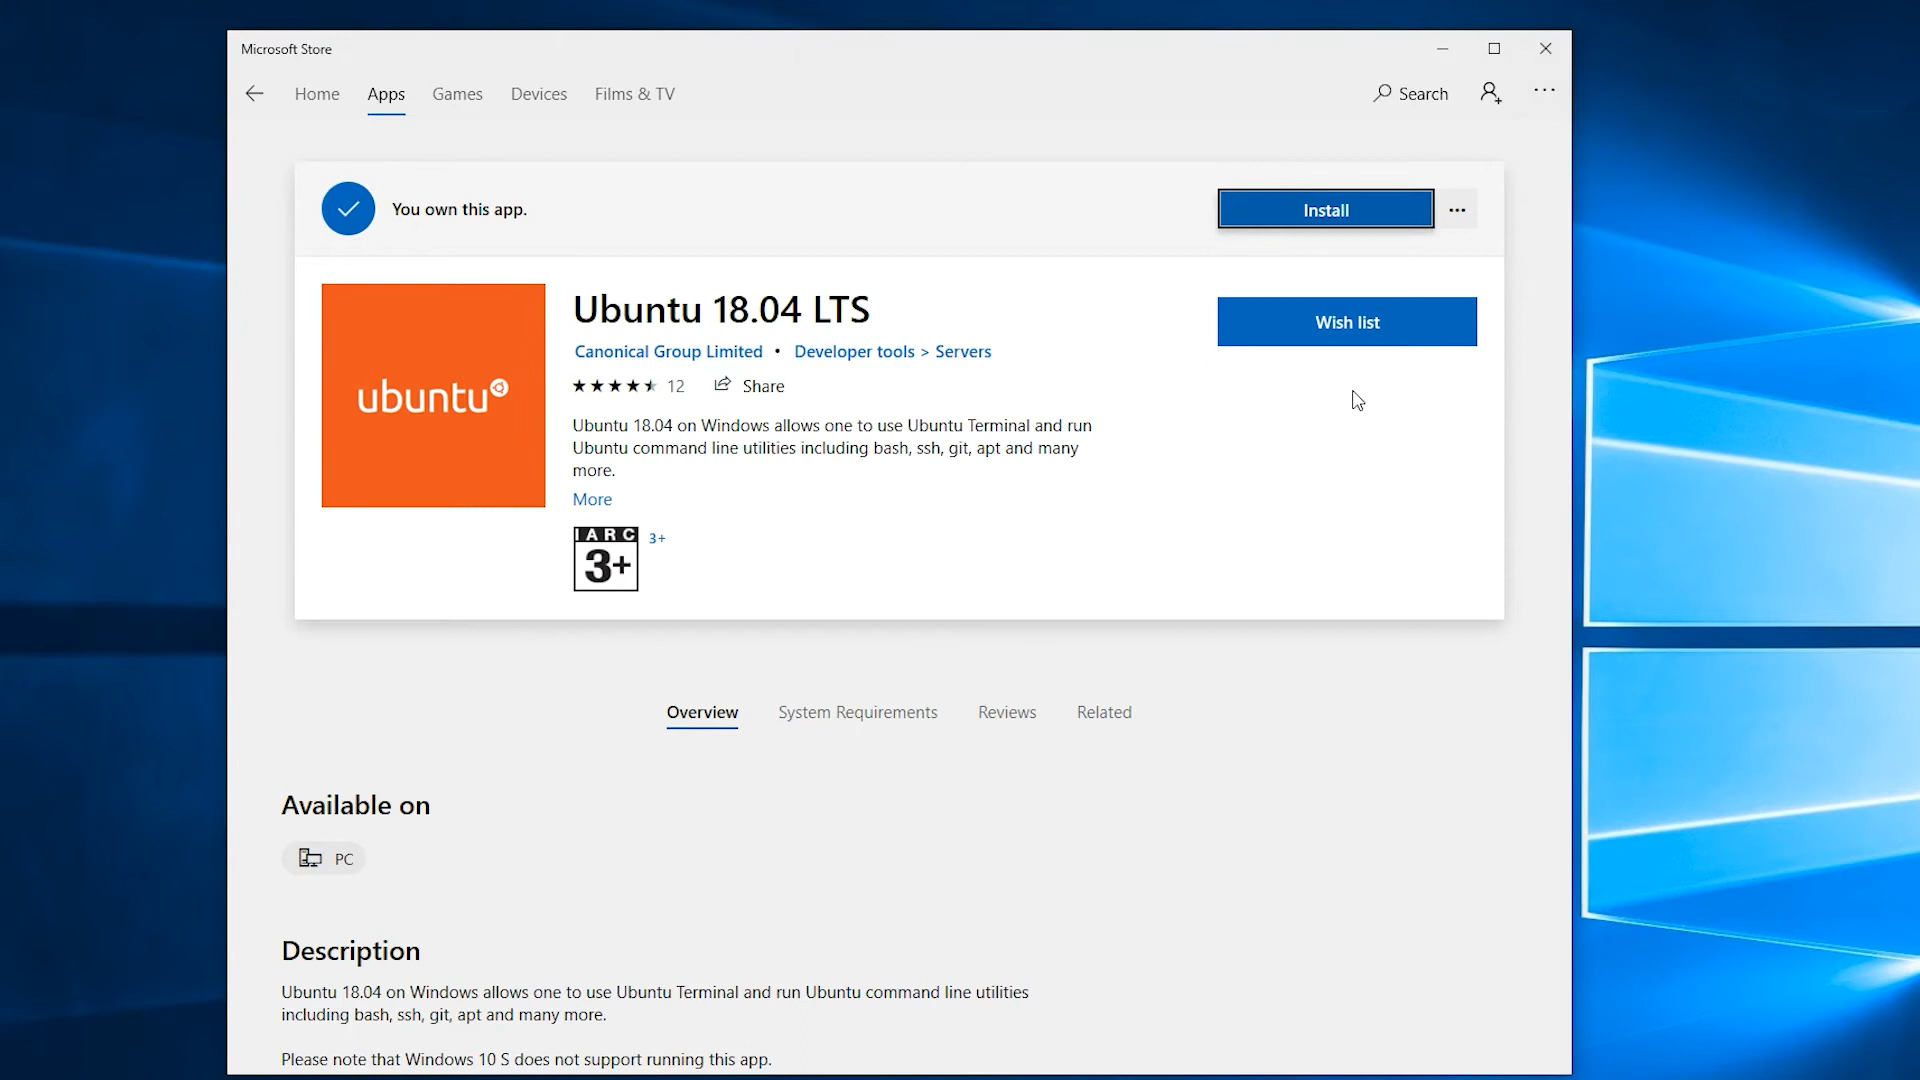 Microsoft Store
Home Apps Games Devices Films & TV Search
You own this app. Install
ubuntu
Ubuntu 18.04 LTS
Wish list
Canonical Group Limited • Developer tools > Servers
12 Share
Ubuntu 18.04 on Windows allows one to use Ubuntu Terminal and run
Ubuntu command line utilities including bash, ssh, git, apt and many
more.
More
IARC
3+
3+
Overview System Requirements Reviews Related
Available on
PC
Description
Ubuntu 18.04 on Windows allows one to use Ubuntu Terminal and run Ubuntu command line utilities
including bash, ssh, git, apt and many more.
Please note that Windows 10 S does not support running this app.